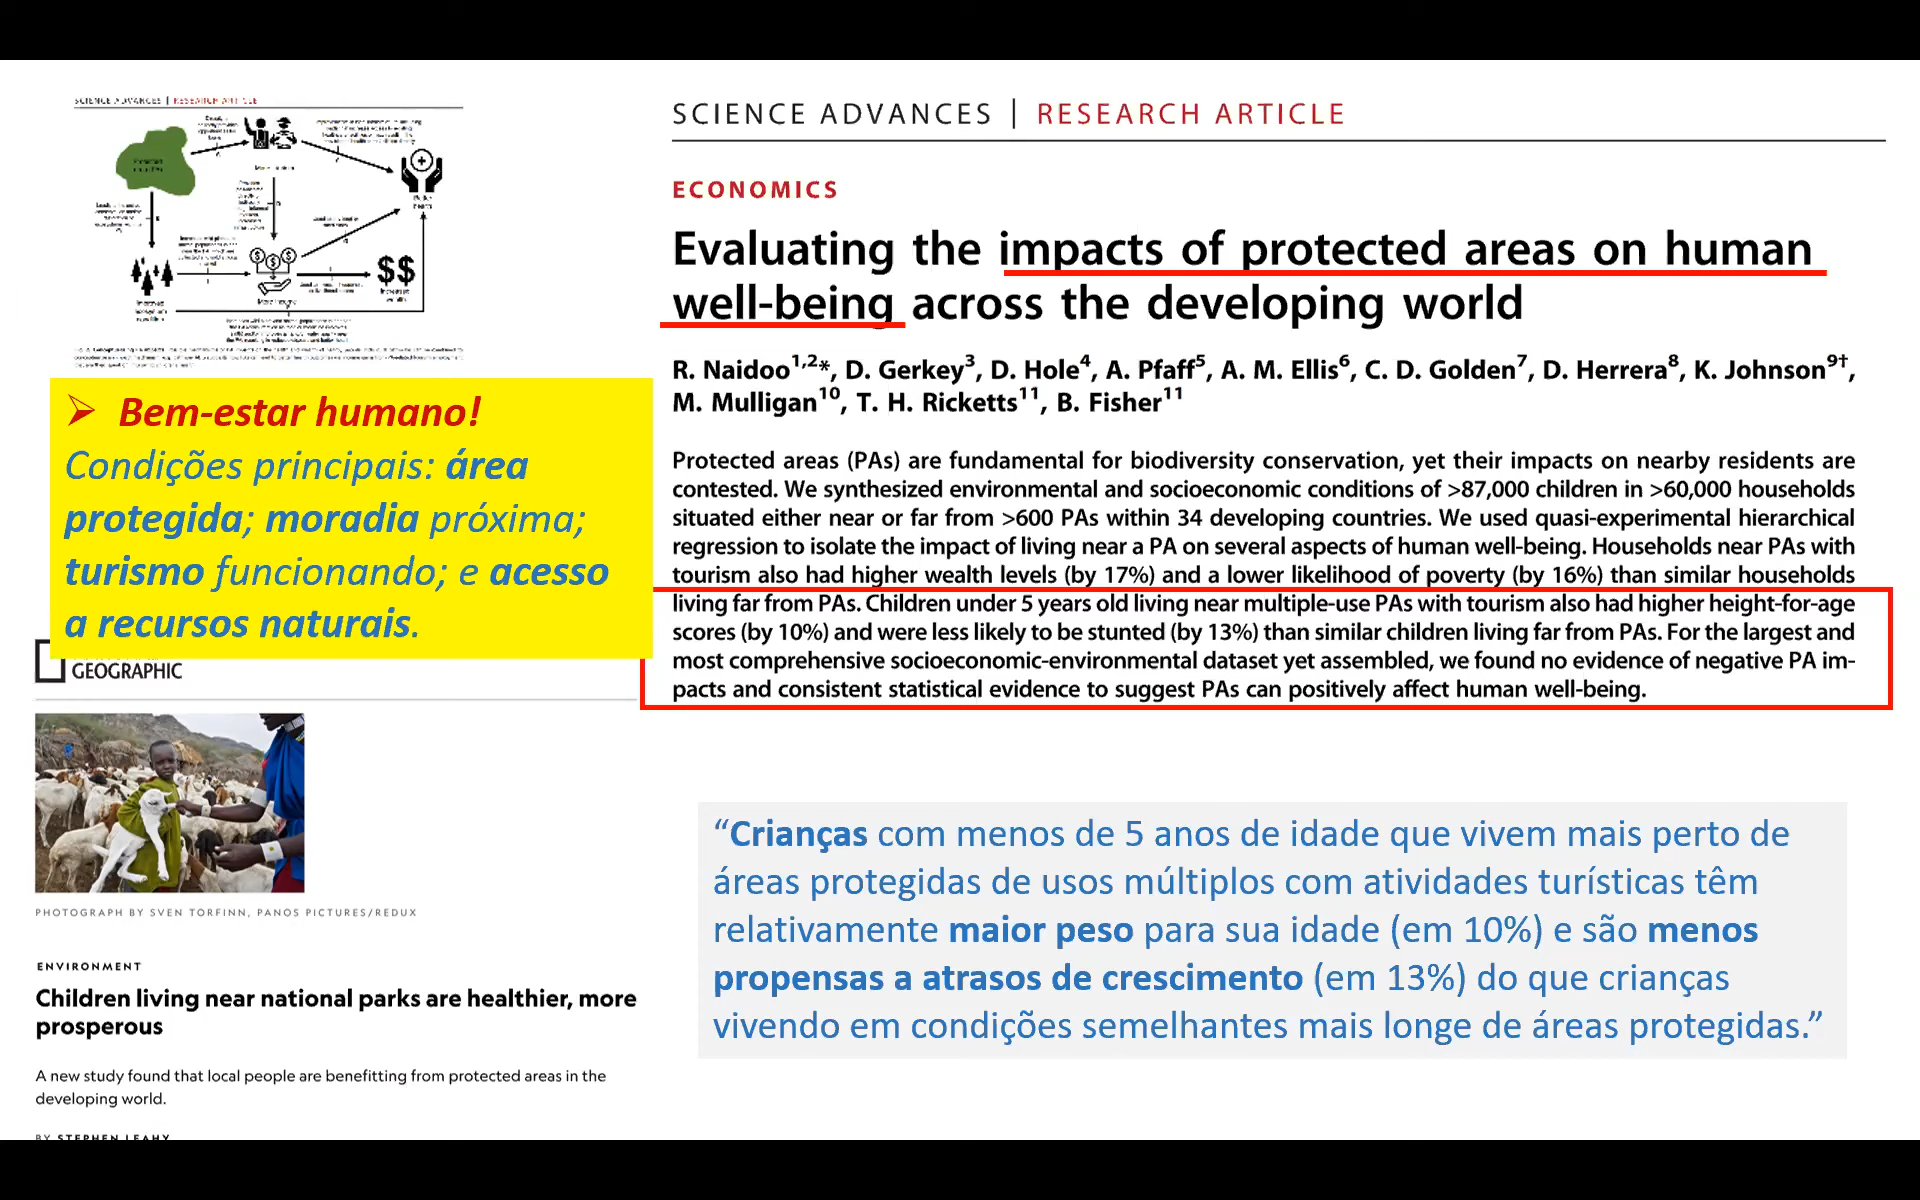 SCIENCE ADVANCES | RESEARCH ARTICLE
Better
health
More income
$$
➢ Bem-estar humano!
Condições principais: área
protegida; moradia próxima;
turismo funcionando; e acesso
a recursos naturais.
GEOGRAPHIC
PHOTOGRAPH BY SVEN TORFINN, PANOS PICTURES/REDUX
ENVIRONMENT
Children living near national parks are healthier, more
prosperous
A new study found that local people are benefitting from protected areas in the
developing world.
BY STEPHEN LEAHY
SCIENCE ADVANCES | RESEARCH ARTICLE
ECONOMICS
Evaluating the impacts of protected areas on human
well-being across the developing world
R. Naidoo1,2*, D. Gerkey3, D. Hole4, A. Pfaff5, A. M. Ellis6, C. D. Golden7, D. Herrera8, K. Johnson9†,
M. Mulligan10, T. H. Ricketts11, B. Fisher11
Protected areas (PAs) are fundamental for biodiversity conservation, yet their impacts on nearby residents are
contested. We synthesized environmental and socioeconomic conditions of >87,000 children in >60,000 households
situated either near or far from >600 PAs within 34 developing countries. We used quasi-experimental hierarchical
regression to isolate the impact of living near a PA on several aspects of human well-being. Households near PAs with
tourism also had higher wealth levels (by 17%) and a lower likelihood of poverty (by 16%) than similar households
living far from PAs. Children under 5 years old living near multiple-use PAs with tourism also had higher height-for-age
scores (by 10%) and were less likely to be stunted (by 13%) than similar children living far from PAs. For the largest and
most comprehensive socioeconomic-environmental dataset yet assembled, we found no evidence of negative PA im-
pacts and consistent statistical evidence to suggest PAs can positively affect human well-being.
“Crianças com menos de 5 anos de idade que vivem mais perto de
áreas protegidas de usos múltiplos com atividades turísticas têm
relativamente maior peso para sua idade (em 10%) e são menos
propensas a atrasos de crescimento (em 13%) do que crianças
vivendo em condições semelhantes mais longe de áreas protegidas.”